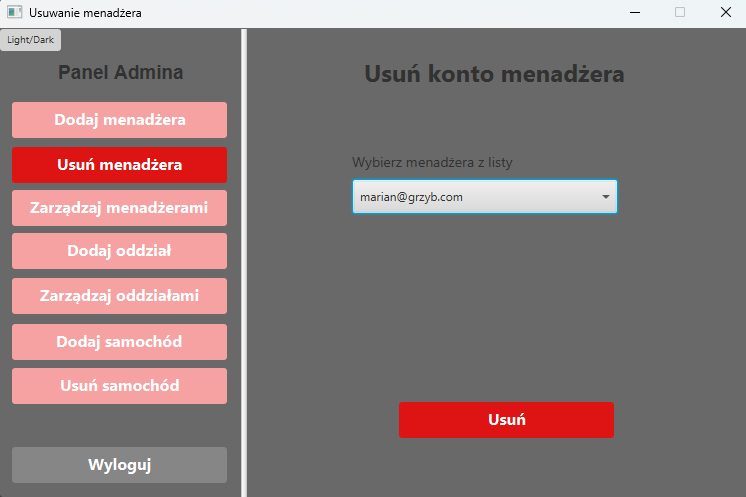 Usuwanie menadżera
Light/Dark
Panel Admina
Dodaj menadżera
Usuń menadżera
Zarządzaj menadżerami
Dodaj oddział
Zarządzaj oddziałami
Dodaj samochód
Usuń samochód
Wyloguj
Usuń konto menadżera
Wybierz menadżera z listy
marian@grzyb.com
Usuń